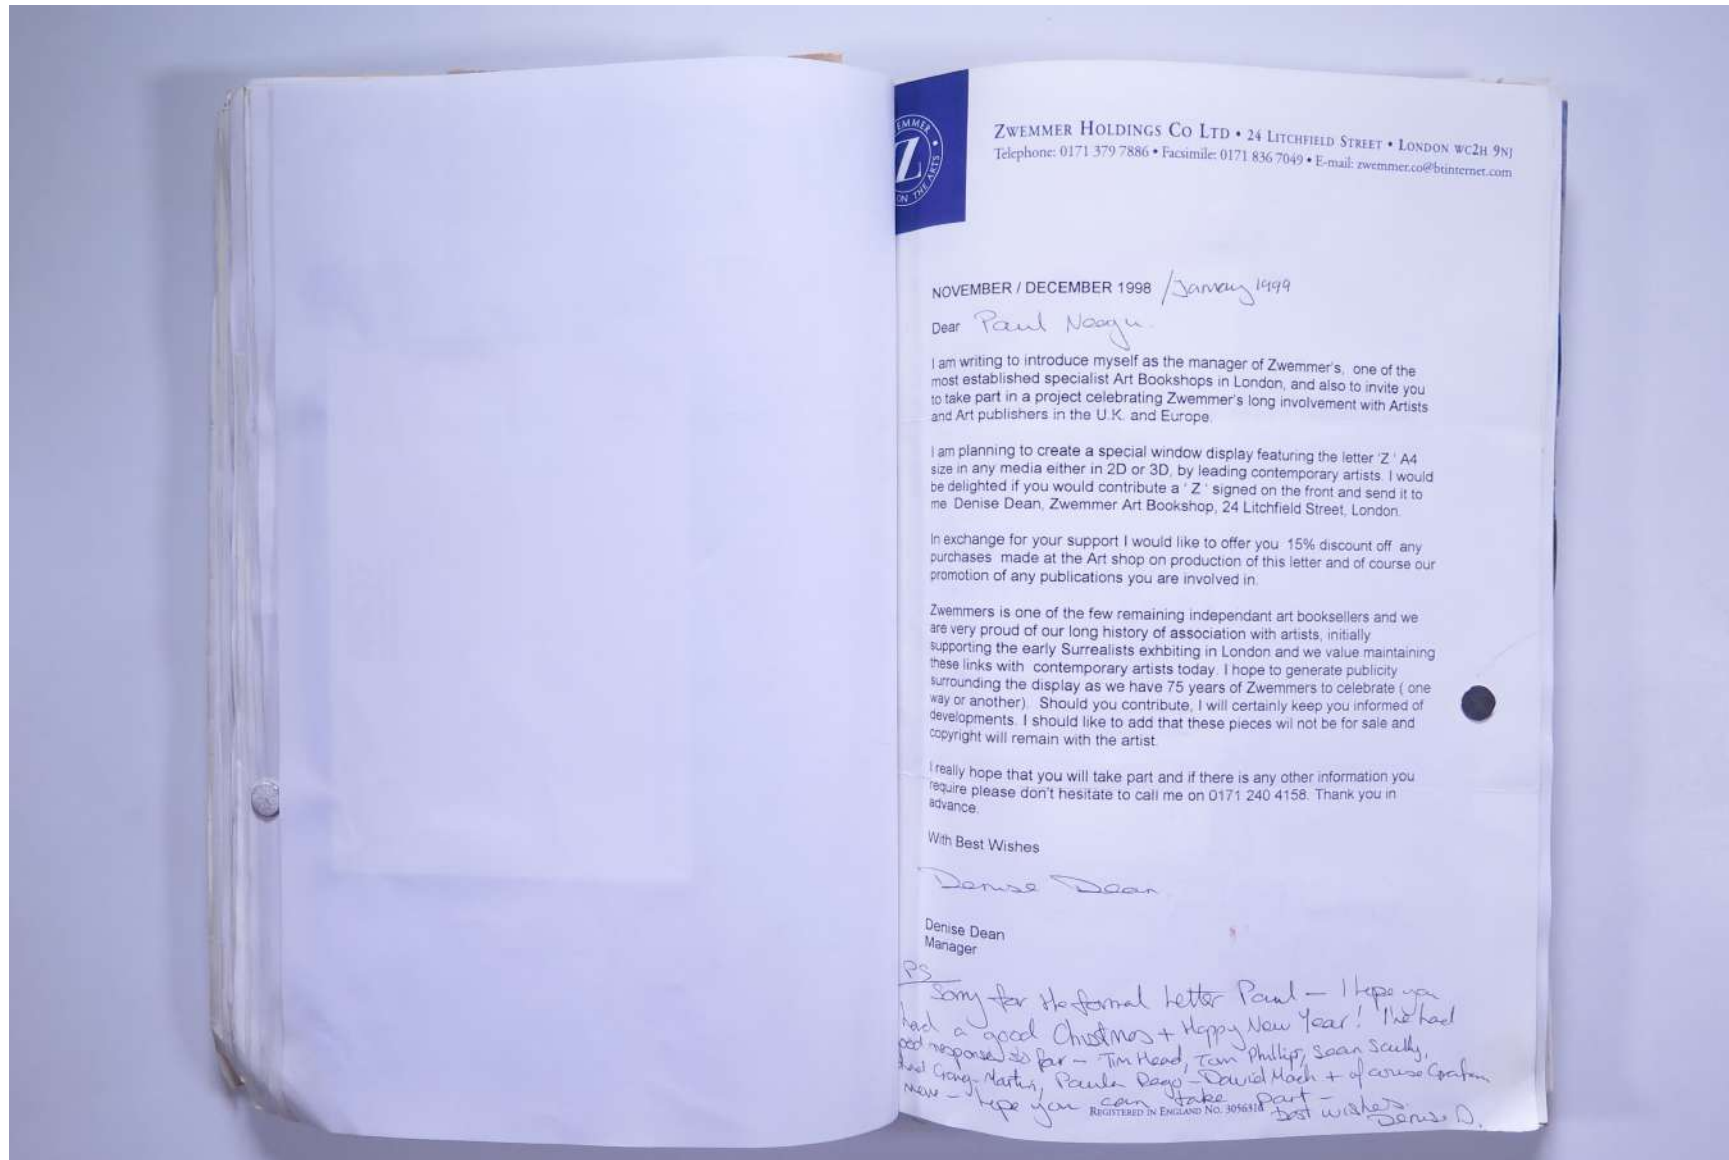 EMMER
Z
ON THE ARTS
ZWEMMER HOLDINGS CO LTD • 24 LITCHFIELD STREET • LONDON WC2H 9NJ
Telephone: 0171 379 7886 • Facsimile: 0171 836 7049 • E-mail: zwemmer.co@btinternet.com
NOVEMBER / DECEMBER 1998 /January 1999
Dear Paul Neagu
I am writing to introduce myself as the manager of Zwemmer's, one of the
most established specialist Art Bookshops in London, and also to invite you
to take part in a project celebrating Zwemmer's long involvement with Artists
and Art publishers in the U.K. and Europe.
I am planning to create a special window display featuring the letter 'Z ' A4
size in any media either in 2D or 3D, by leading contemporary artists. I would
be delighted if you would contribute a ' Z ' signed on the front and send it to
me Denise Dean, Zwemmer Art Bookshop, 24 Litchfield Street, London.
In exchange for your support I would like to offer you 15% discount off any
purchases made at the Art shop on production of this letter and of course our
promotion of any publications you are involved in.
Zwemmers is one of the few remaining independant art booksellers and we
are very proud of our long history of association with artists, initially
supporting the early Surrealists exhbiting in London and we value maintaining
these links with contemporary artists today. I hope to generate publicity
surrounding the display as we have 75 years of Zwemmers to celebrate ( one
way or another). Should you contribute, I will certainly keep you informed of
developments. I should like to add that these pieces wil not be for sale and
copyright will remain with the artist.
I really hope that you will take part and if there is any other information you
require please don't hesitate to call me on 0171 240 4158. Thank you in
advance.
With Best Wishes
Denise Dean
Denise Dean
Manager
PS
Sorry for the formal letter Paul – I hope you
had a good Christmas + Happy New Year! I've had
good response so far – Tim Head, Tom Phillips, Sean Scully,
Craig-Martin, Paula Rego – David Mach + of course Graham
– hope you can take part –
REGISTERED IN ENGLAND No. 3056318
best wishes
Denise D.